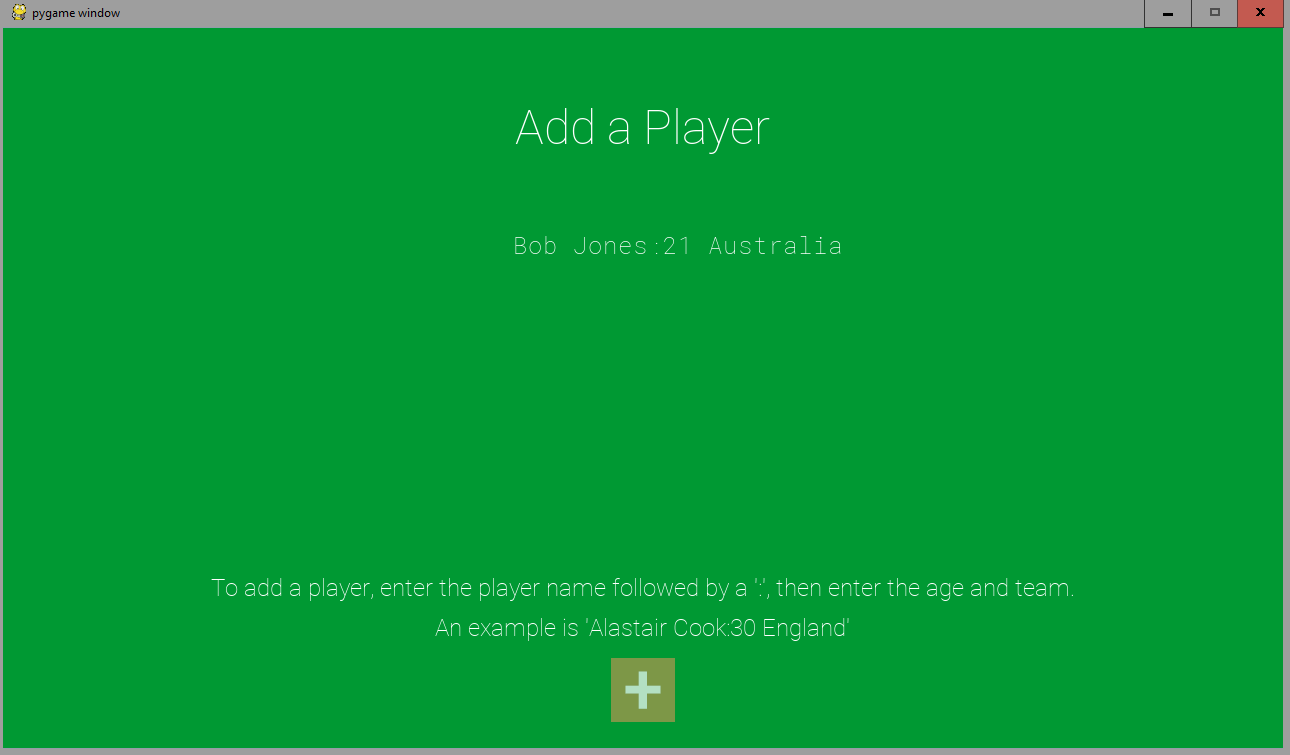 pygame window
Add a Player
Bob Jones:21 Australia
To add a player, enter the player name followed by a ':', then enter the age and team.
An example is 'Alastair Cook:30 England'